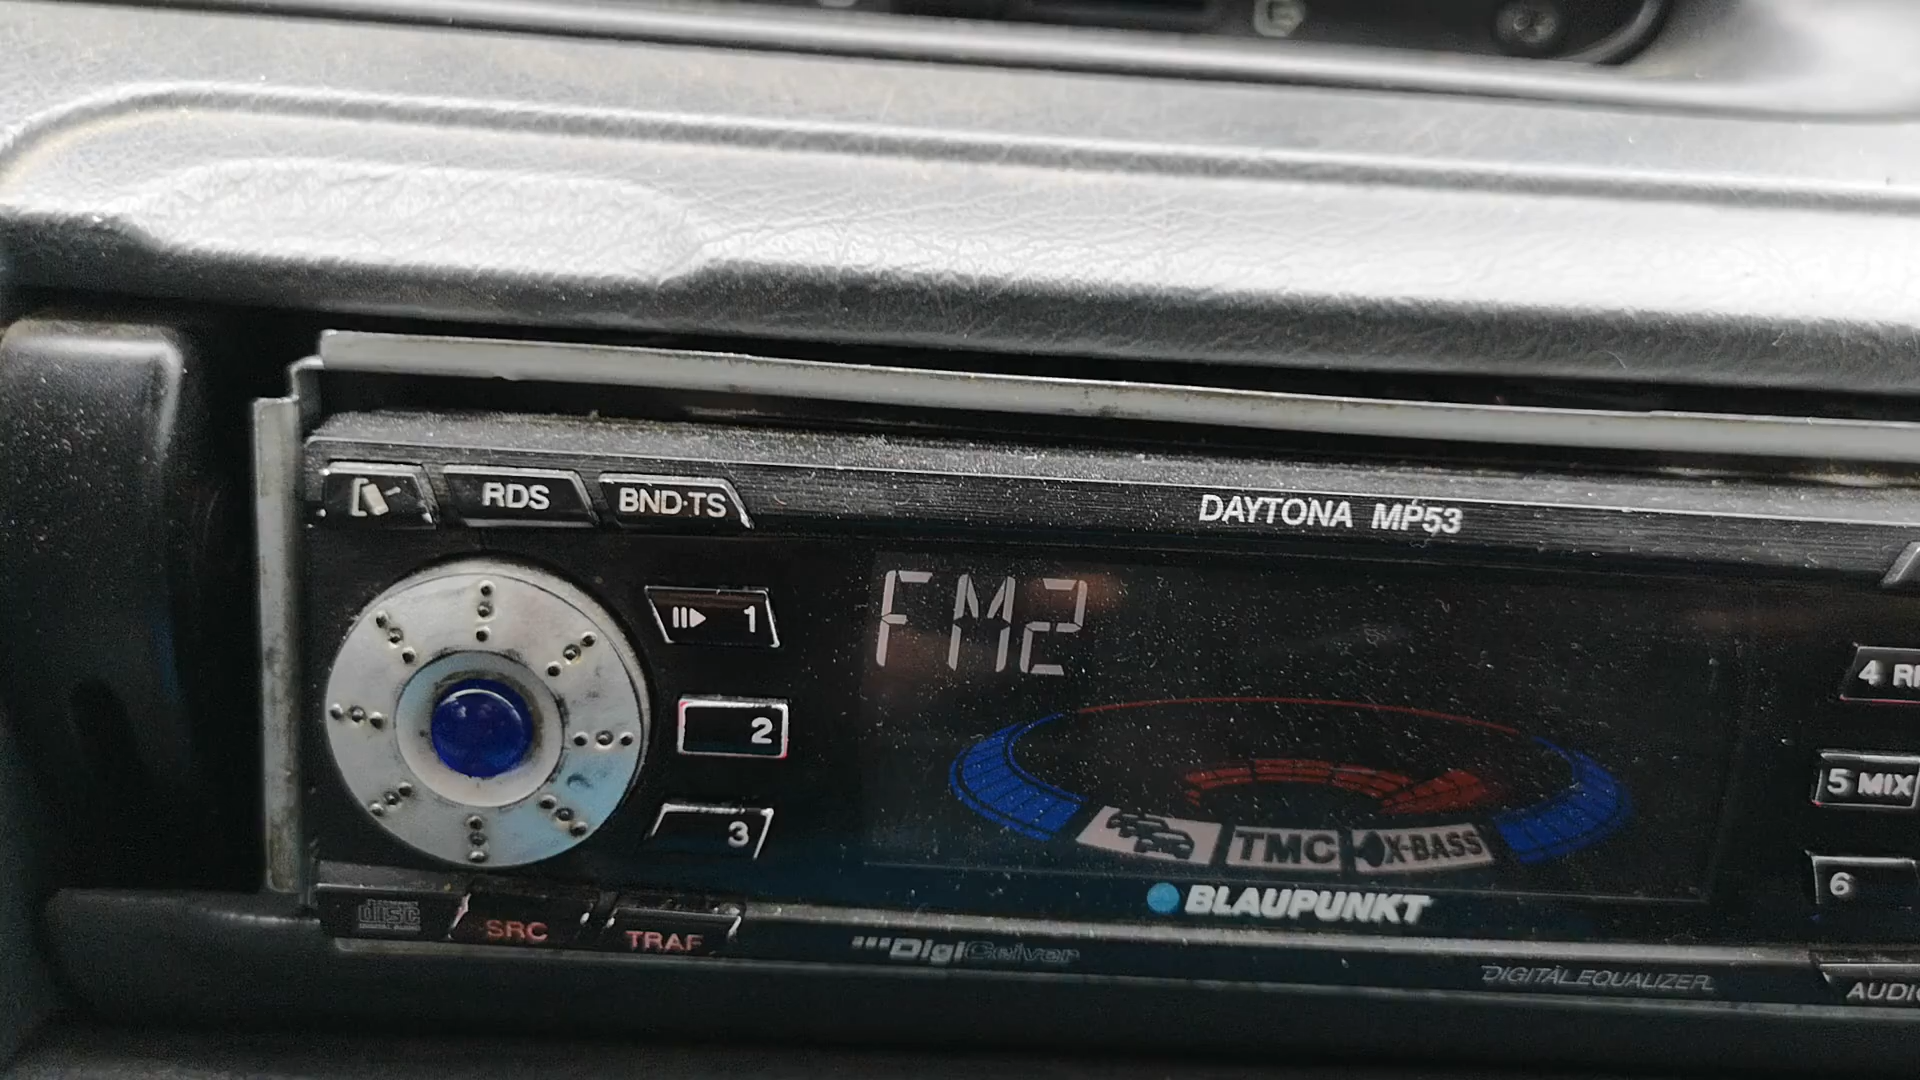 RDS BND·TS
DAYTONA MP53
1
FM2
2
3
4
5 MIX
6
TMC X-BASS
BLAUPUNKT
disc
SRC
TRAF
DigiCeiver
DIGITAL EQUALIZER